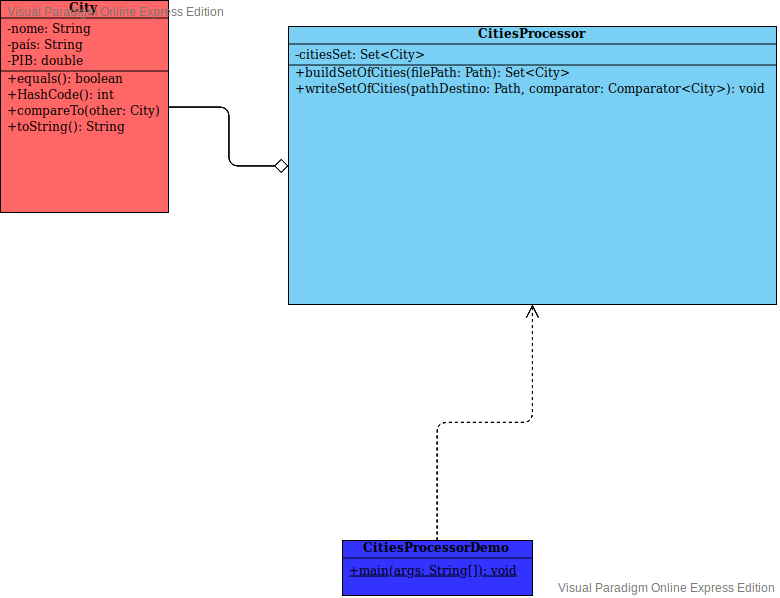 City
Visual Paradigm Online Express Edition
-nome: String
-país: String
-PIB: double
+equals(): boolean
+HashCode(): int
+compareTo(other: City)
+toString(): String
CitiesProcessor
-citiesSet: Set<City>
+buildSetOfCities(filePath: Path): Set<City>
+writeSetOfCities(pathDestino: Path, comparator: Comparator<City>): void
CitiesProcessorDemo
+main(args: String[]): void
Visual Paradigm Online Express Edition